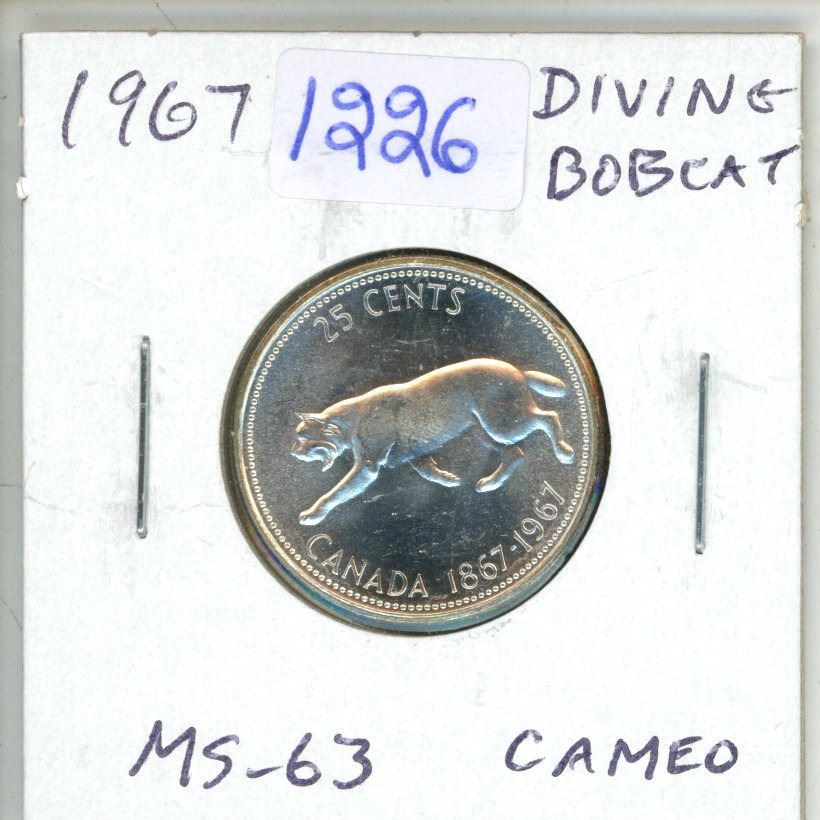 1967 1226 DIVING
BOBCAT
25 CENTS
CANADA 1867-1967
MS-63 CAMEO